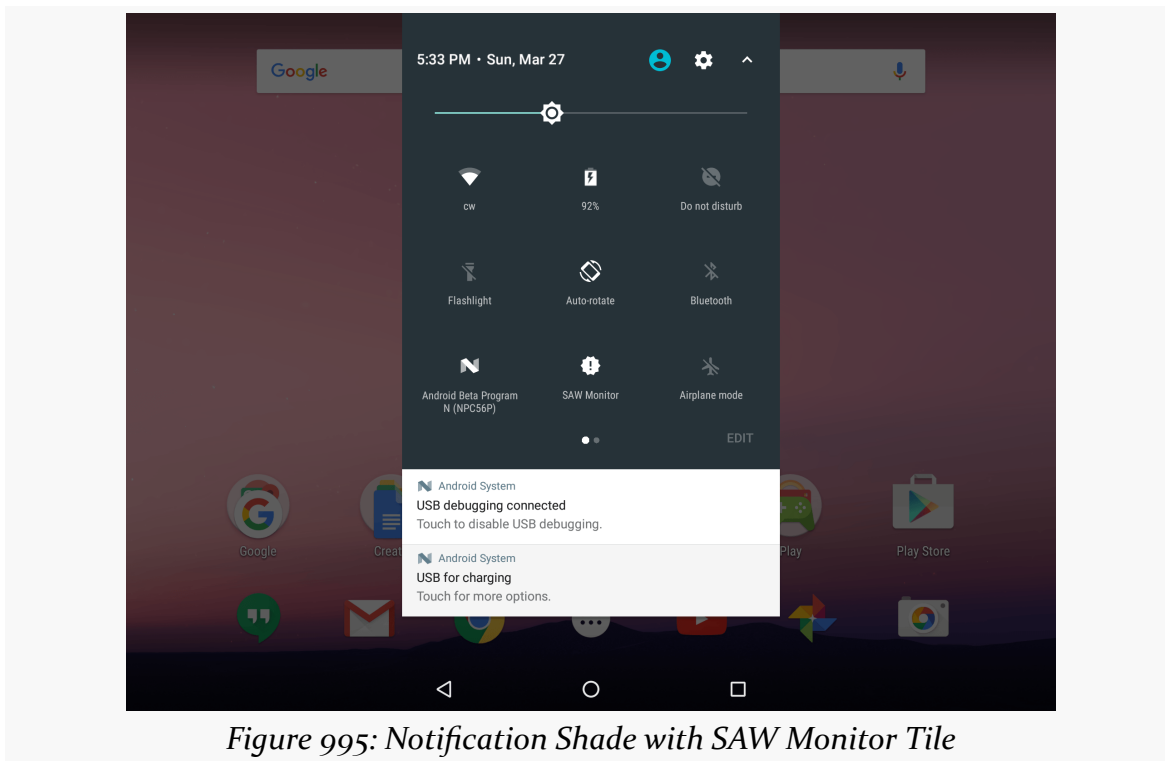 Google
5:33 PM • Sun, Mar 27
cw
92%
Do not disturb
Flashlight
Auto-rotate
Bluetooth
Android Beta Program
N (NPC56P)
SAW Monitor
Airplane mode
EDIT
Android System
USB debugging connected
Touch to disable USB debugging.
Android System
USB for charging
Touch for more options.
Google
Creat
Play
Play Store
Figure 995: Notification Shade with SAW Monitor Tile